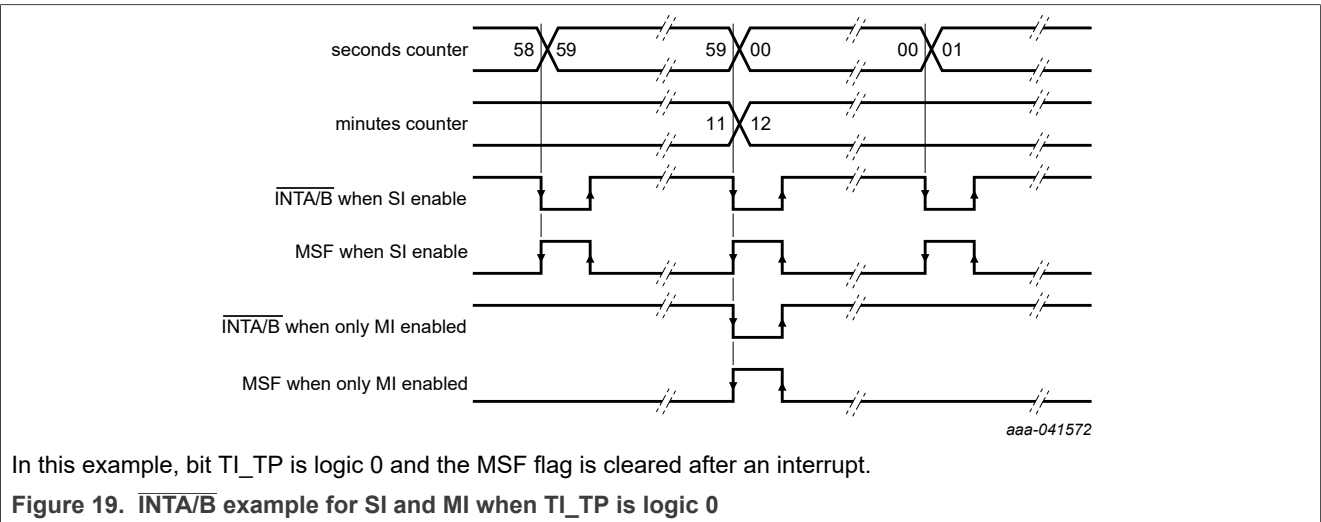 seconds counter 58 59 59 00 00 01
minutes counter 11 12
INTA/B when SI enable
MSF when SI enable
INTA/B when only MI enabled
MSF when only MI enabled
aaa-041572
In this example, bit TI_TP is logic 0 and the MSF flag is cleared after an interrupt.
Figure 19. INTA/B example for SI and MI when TI_TP is logic 0